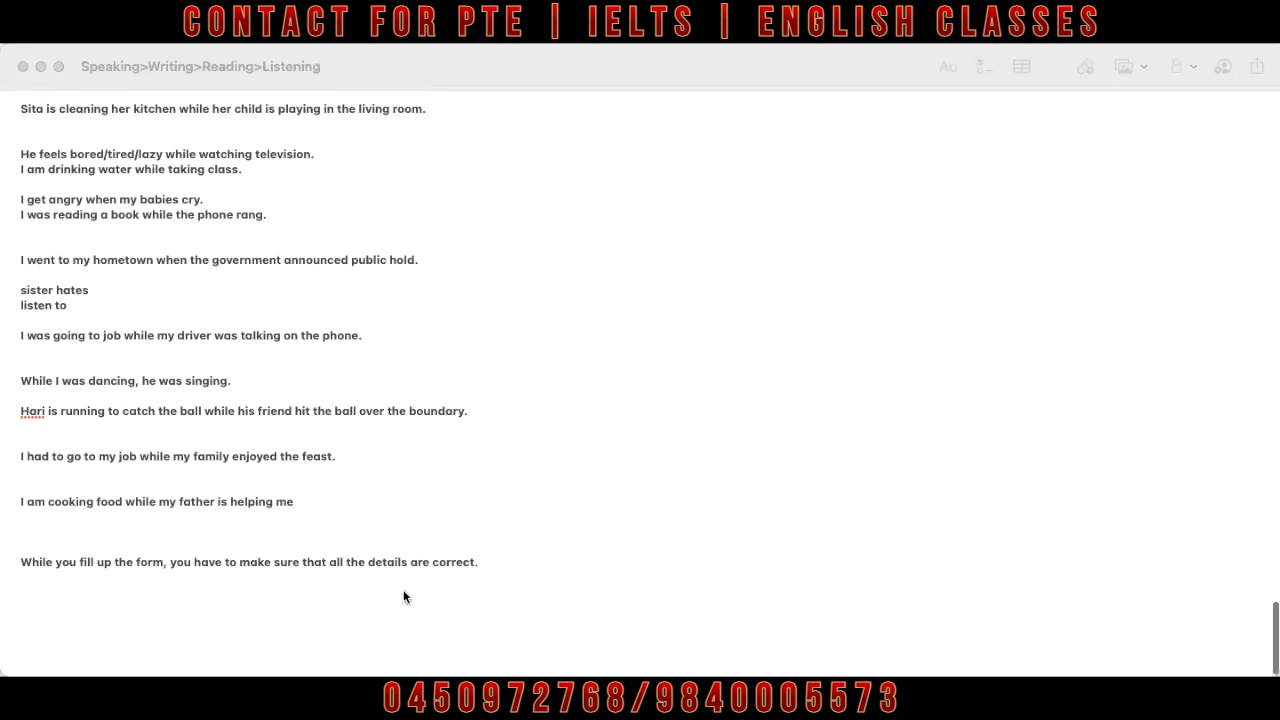 CONTACT FOR PTE | IELTS | ENGLISH CLASSES
Speaking>Writing>Reading>Listening
Aa
Sita is cleaning her kitchen while her child is playing in the living room.
He feels bored/tired/lazy while watching television.
I am drinking water while taking class.
I get angry when my babies cry.
I was reading a book while the phone rang.
I went to my hometown when the government announced public hold.
sister hates
listen to
I was going to job while my driver was talking on the phone.
While I was dancing, he was singing.
Hari is running to catch the ball while his friend hit the ball over the boundary.
I had to go to my job while my family enjoyed the feast.
I am cooking food while my father is helping me
While you fill up the form, you have to make sure that all the details are correct.
0450972768/9840005573